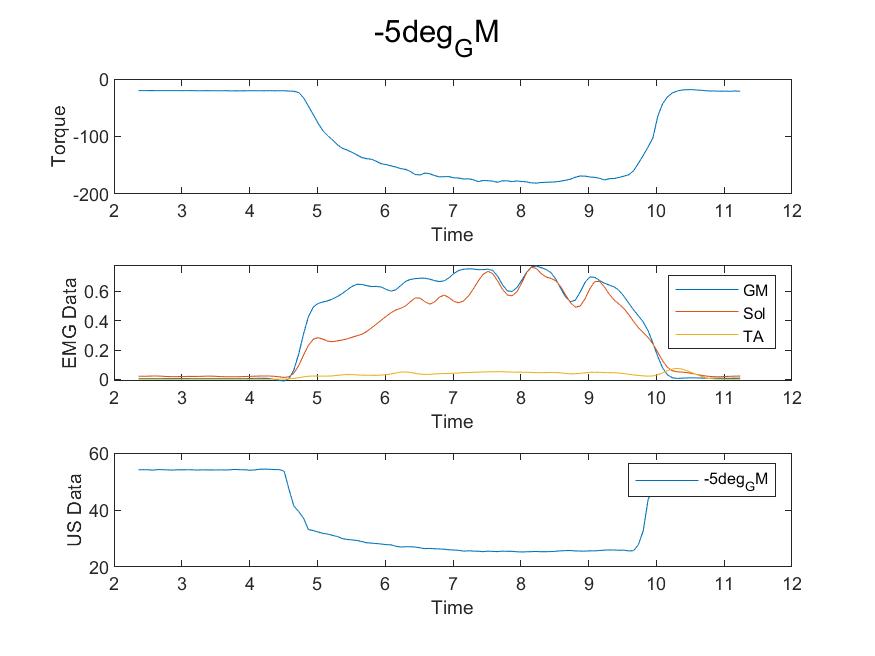 -5deg_GM
0
-100
-200
Torque
2 3 4 5 6 7 8 9 10 11 12
Time
0.6
0.4
0.2
0
EMG Data
GM
Sol
TA
2 3 4 5 6 7 8 9 10 11 12
Time
60
40
20
US Data
-5deg_GM
2 3 4 5 6 7 8 9 10 11 12
Time